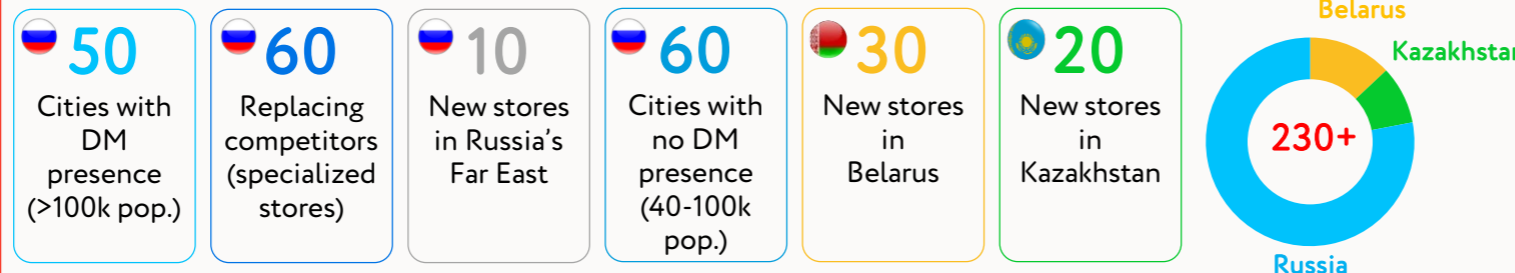 50
Cities with
DM
presence
(>100k pop.)
60
Replacing
competitors
(specialized
stores)
10
New stores
in Russia’s
Far East
60
Cities with
no DM
presence
(40-100k
pop.)
30
New stores
in
Belarus
20
New stores
in
Kazakhstan
Belarus
Kazakhstan
230+
Russia